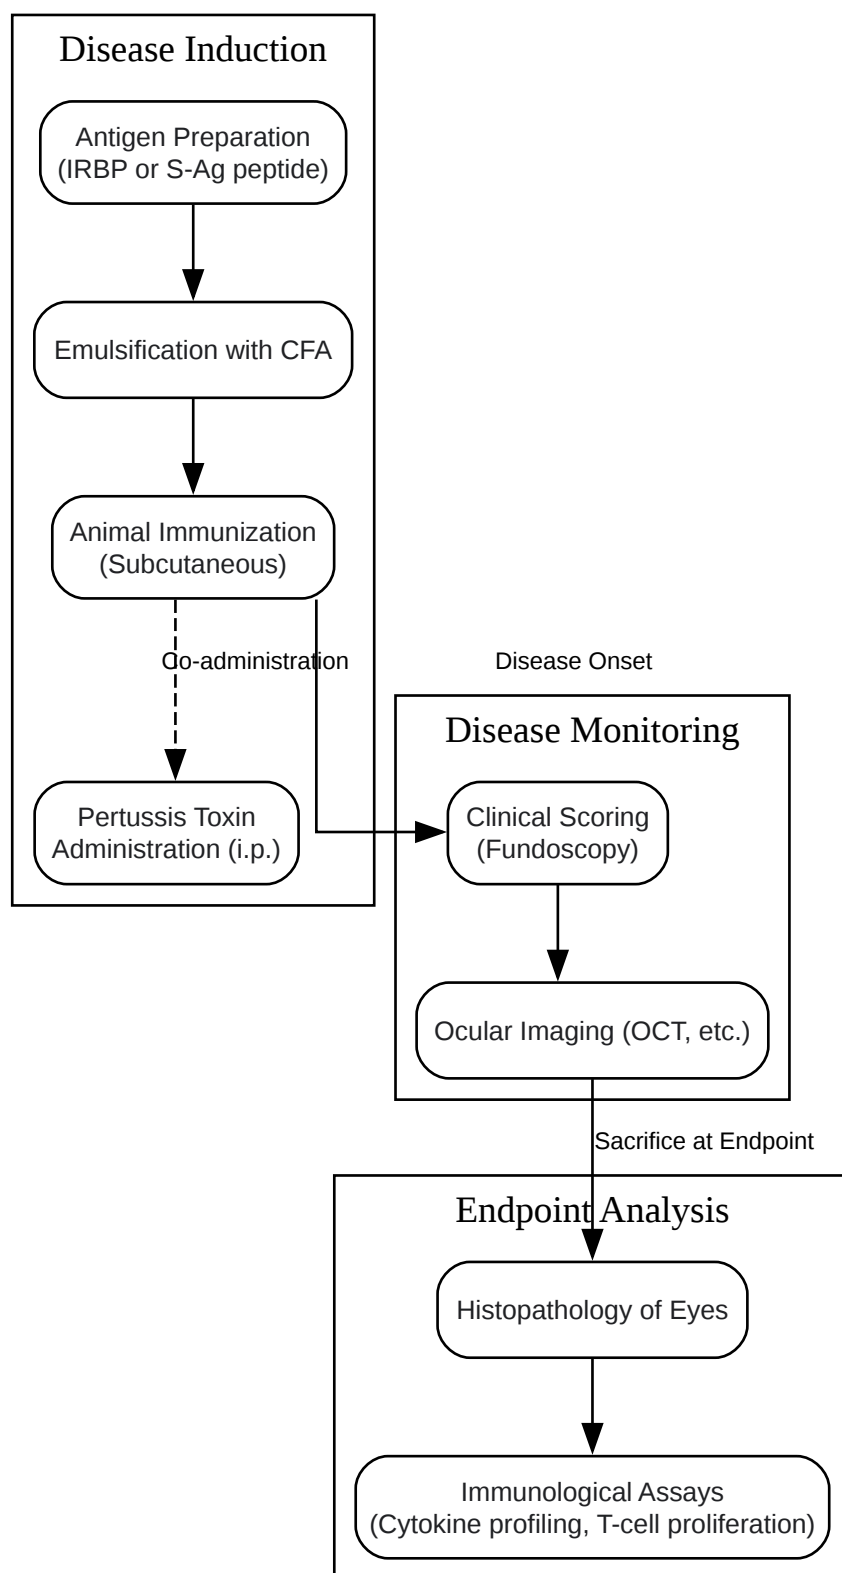 Disease Induction
Antigen Preparation
(IRBP or S-Ag peptide)
Emulsification with CFA
Animal Immunization
(Subcutaneous)
Co-administration
Pertussis Toxin
Administration (i.p.)
Disease Onset
Disease Monitoring
Clinical Scoring
(Fundoscopy)
Ocular Imaging (OCT, etc.)
Sacrifice at Endpoint
Endpoint Analysis
Histopathology of Eyes
Immunological Assays
(Cytokine profiling, T-cell proliferation)